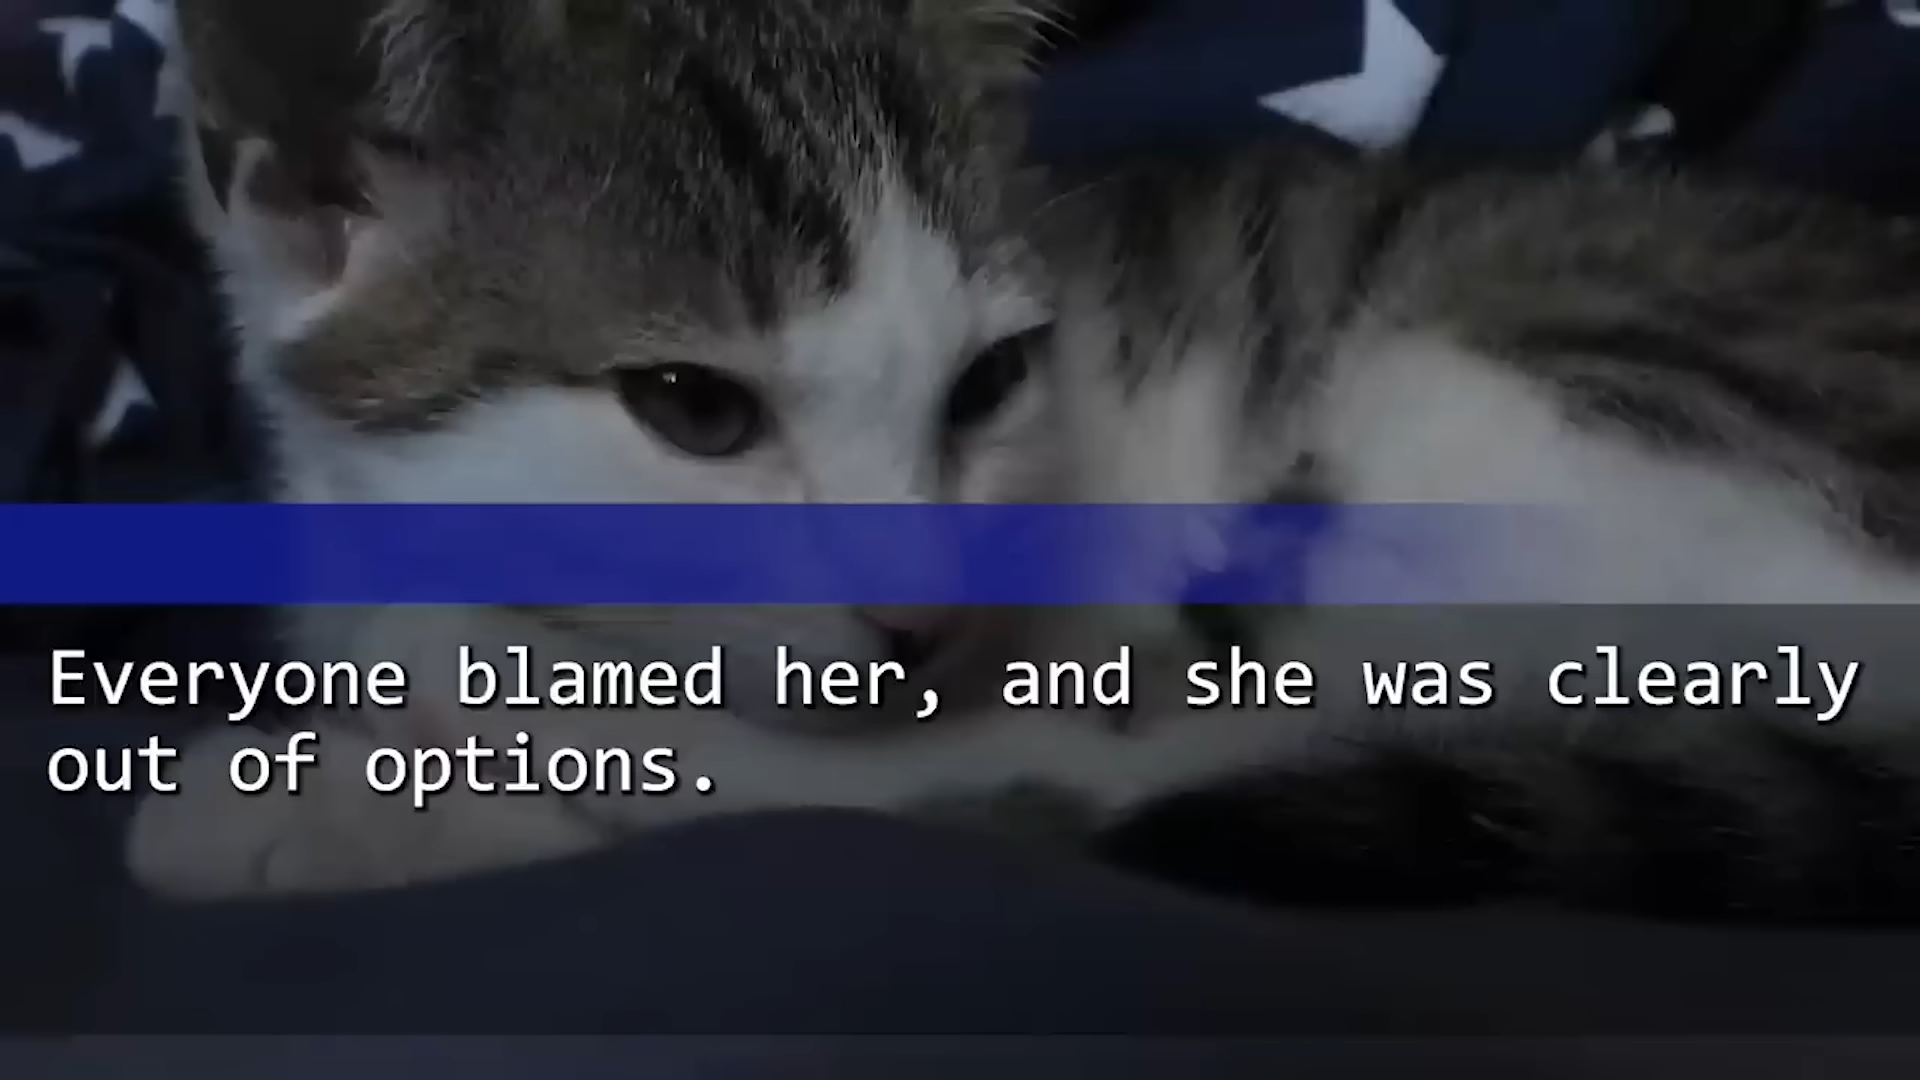 Everyone blamed her, and she was clearly
out of options.